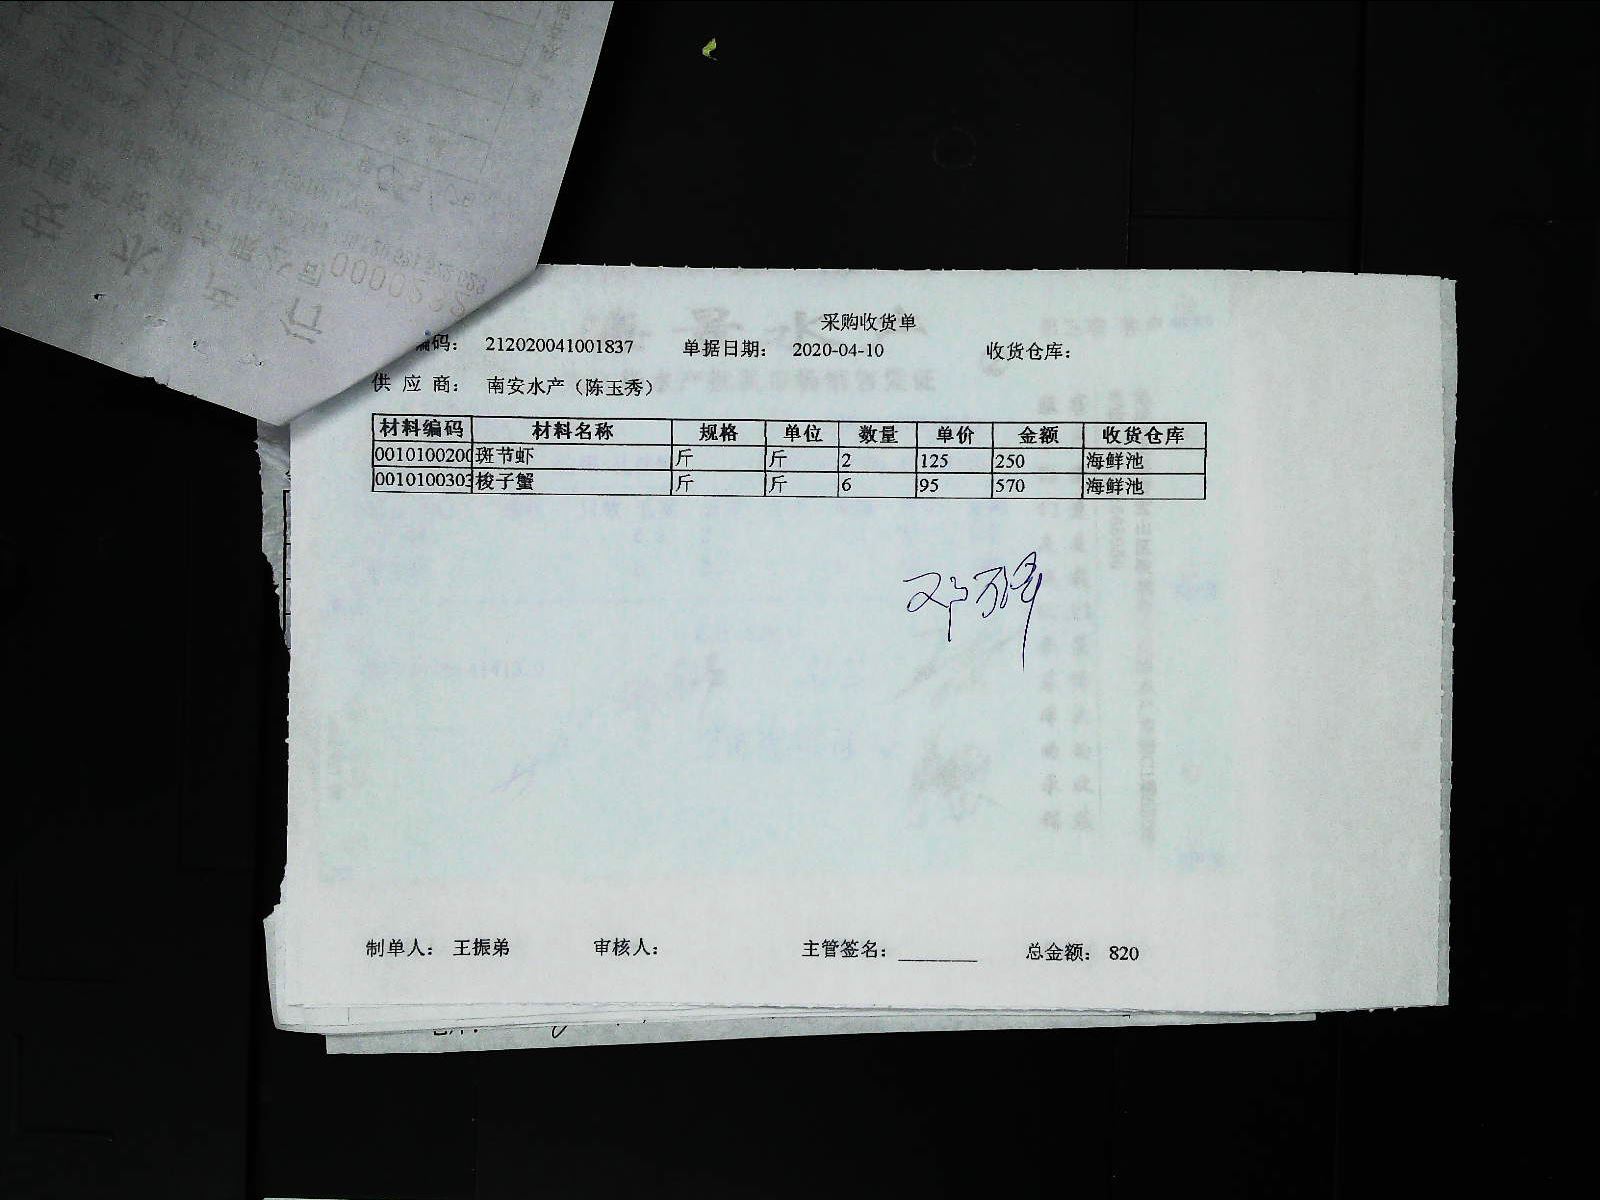 采购收货单
编码： 212020041001837 单据日期： 2020-04-10 收货仓库：
供 应 商： 南安水产（陈玉秀）
材料编码 材料名称 规格 单位 数量 单价 金额 收货仓库
0010100200 斑节虾 斤 斤 2 125 250 海鲜池
0010100303 梭子蟹 斤 斤 6 95 570 海鲜池
制单人： 王振弟 审核人： 主管签名： 总金额： 820